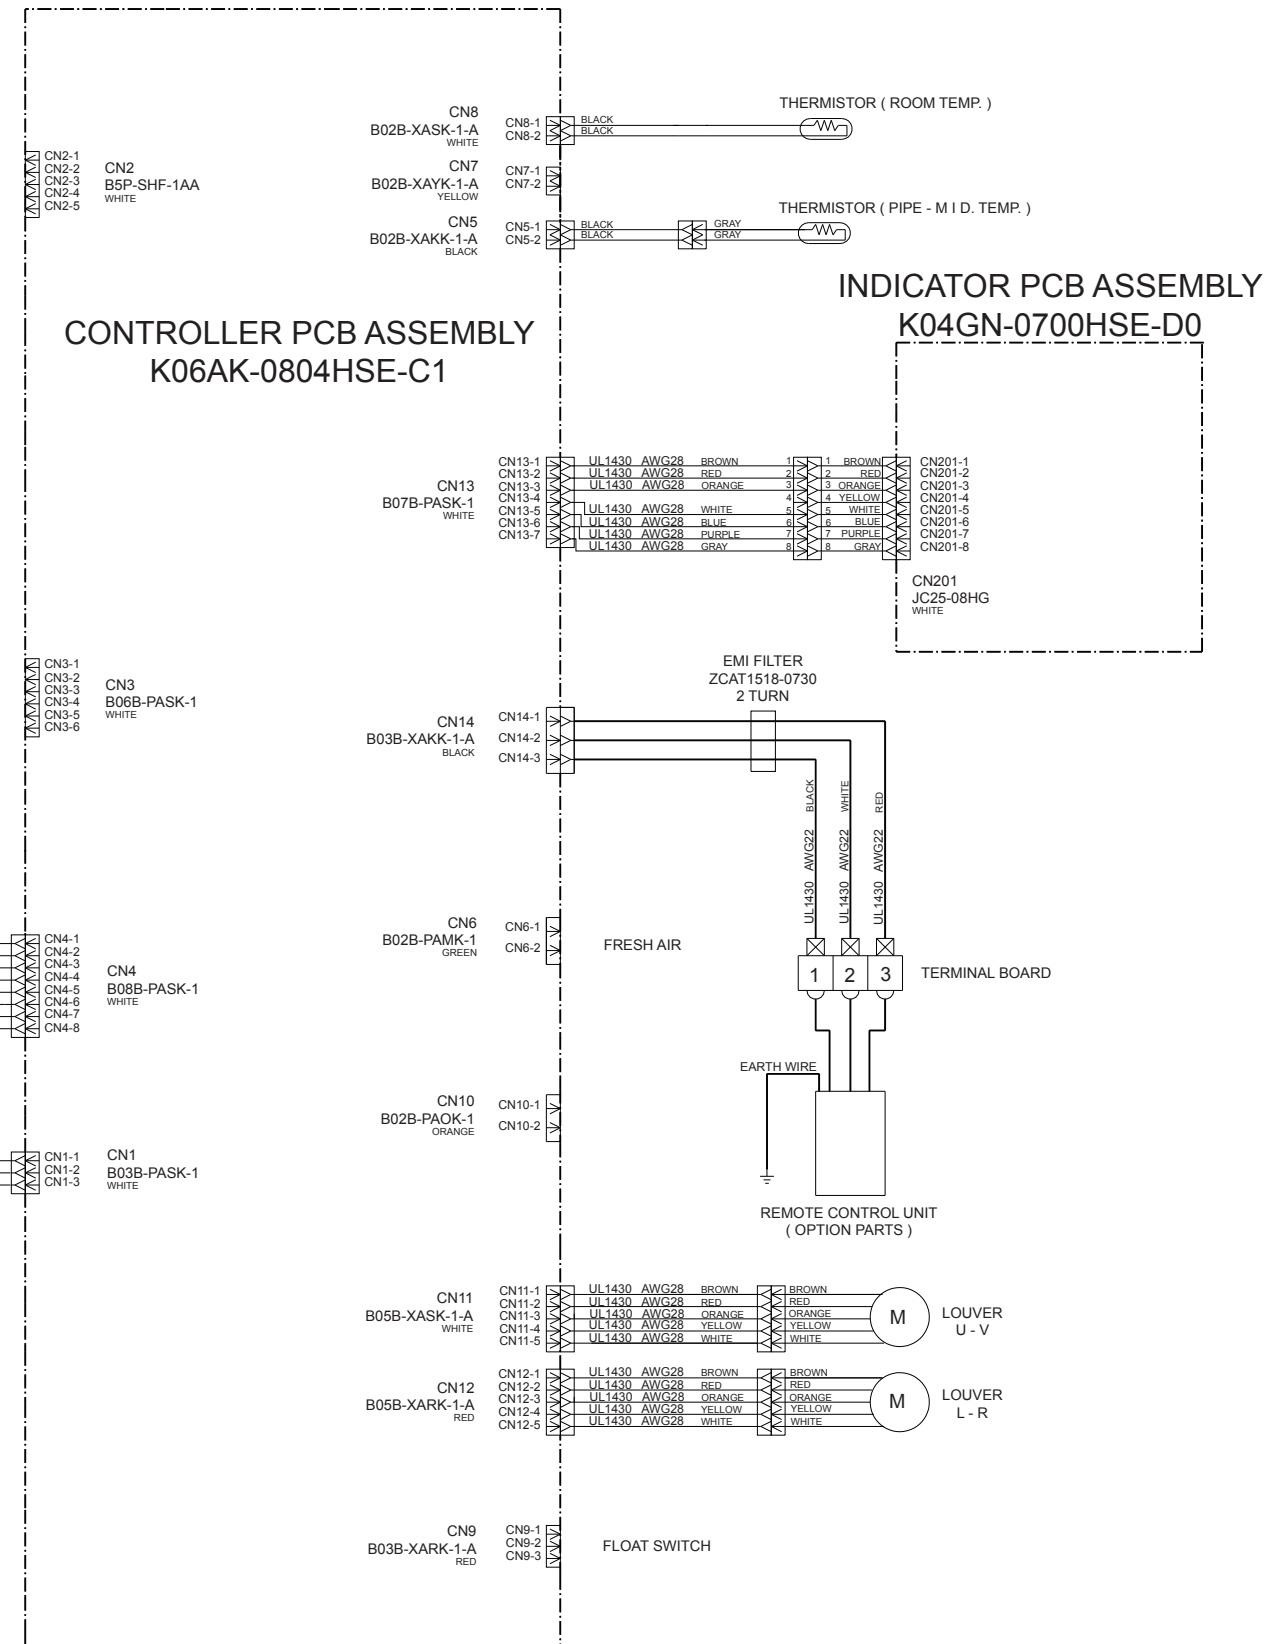 CN8
B02B-XASK-1-A
WHITE
CN8-1
CN8-2
BLACK
BLACK
THERMISTOR ( ROOM TEMP. )
CN2-1
CN2-2
CN2-3
CN2-4
CN2-5
CN2
B5P-SHF-1AA
WHITE
CN7
B02B-XAYK-1-A
YELLOW
CN7-1
CN7-2
CN5
B02B-XAKK-1-A
BLACK
CN5-1
CN5-2
BLACK
BLACK
GRAY
GRAY
THERMISTOR ( PIPE - M I D. TEMP. )
INDICATOR PCB ASSEMBLY
K04GN-0700HSE-D0
CONTROLLER PCB ASSEMBLY
K06AK-0804HSE-C1
CN13
B07B-PASK-1
WHITE
CN13-1
CN13-2
CN13-3
CN13-4
CN13-5
CN13-6
CN13-7
UL1430 AWG28 BROWN 1
UL1430 AWG28 RED 2
UL1430 AWG28 ORANGE 3
4
UL1430 AWG28 WHITE 5
UL1430 AWG28 BLUE 6
UL1430 AWG28 PURPLE 7
UL1430 AWG28 GRAY 8
1 BROWN
2 RED
3 ORANGE
4 YELLOW
5 WHITE
6 BLUE
7 PURPLE
8 GRAY
CN201-1
CN201-2
CN201-3
CN201-4
CN201-5
CN201-6
CN201-7
CN201-8
CN201
JC25-08HG
WHITE
CN3-1
CN3-2
CN3-3
CN3-4
CN3-5
CN3-6
CN3
B06B-PASK-1
WHITE
EMI FILTER
ZCAT1518-0730
2 TURN
CN14
B03B-XAKK-1-A
BLACK
CN14-1
CN14-2
CN14-3
UL1430 AWG22 BLACK
UL1430 AWG22 WHITE
UL1430 AWG22 RED
CN6
B02B-PAMK-1
GREEN
CN6-1
CN6-2
FRESH AIR
1 2 3
TERMINAL BOARD
CN4-1
CN4-2
CN4-3
CN4-4
CN4-5
CN4-6
CN4-7
CN4-8
CN4
B08B-PASK-1
WHITE
EARTH WIRE
CN10
B02B-PAOK-1
ORANGE
CN10-1
CN10-2
CN1-1
CN1-2
CN1-3
CN1
B03B-PASK-1
WHITE
REMOTE CONTROL UNIT
( OPTION PARTS )
CN11
B05B-XASK-1-A
WHITE
CN11-1
CN11-2
CN11-3
CN11-4
CN11-5
UL1430 AWG28 BROWN
UL1430 AWG28 RED
UL1430 AWG28 ORANGE
UL1430 AWG28 YELLOW
UL1430 AWG28 WHITE
BROWN
RED
ORANGE
YELLOW
WHITE
M
LOUVER
U - V
CN12
B05B-XARK-1-A
RED
CN12-1
CN12-2
CN12-3
CN12-4
CN12-5
UL1430 AWG28 BROWN
UL1430 AWG28 RED
UL1430 AWG28 ORANGE
UL1430 AWG28 YELLOW
UL1430 AWG28 WHITE
BROWN
RED
ORANGE
YELLOW
WHITE
M
LOUVER
L - R
CN9
B03B-XARK-1-A
RED
CN9-1
CN9-2
CN9-3
FLOAT SWITCH